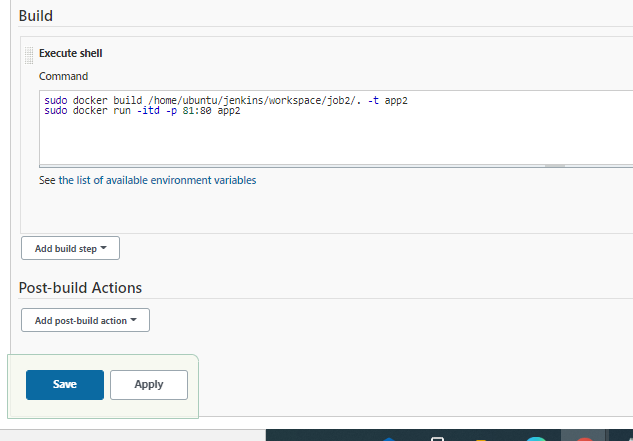 Build
Execute shell
Command
sudo docker build /home/ubuntu/jenkins/workspace/job2/. -t app2
sudo docker run -itd -p 81:80 app2
See the list of available environment variables
Add build step
Post-build Actions
Add post-build action
Save
Apply